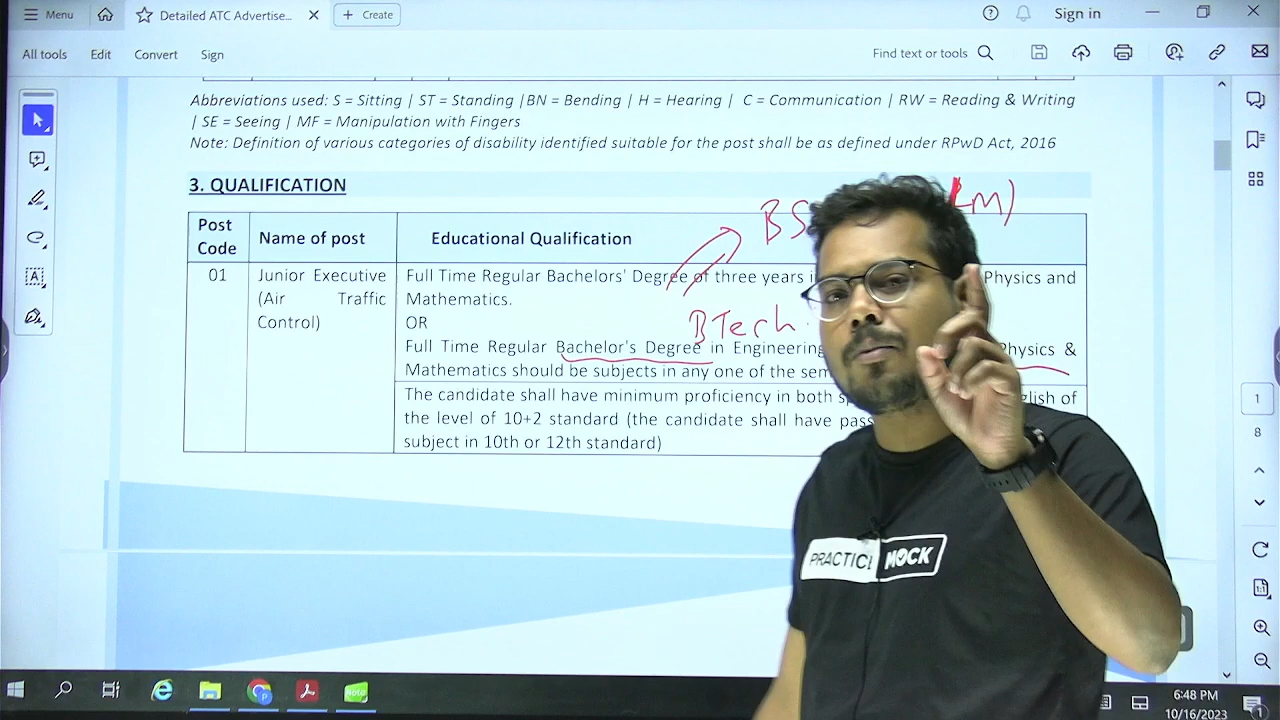 Menu
Detailed ATC Advertise...
Create
Sign in
All tools
Edit
Convert
Sign
Find text or tools
Abbreviations used: S = Sitting | ST = Standing |BN = Bending | H = Hearing | C = Communication | RW = Reading & Writing
| SE = Seeing | MF = Manipulation with Fingers
Note: Definition of various categories of disability identified suitable for the post shall be as defined under RPwD Act, 2016
3. QUALIFICATION
BS
M)
Post Code
Name of post
Educational Qualification
01
Junior Executive
(Air Traffic
Control)
Full Time Regular Bachelors' Degree of three years in Physics and
Mathematics.
OR
BTech
Full Time Regular Bachelor's Degree in Engineering Physics &
Mathematics should be subjects in any one of the
The candidate shall have minimum proficiency in both of
the level of 10+2 standard (the candidate shall have
subject in 10th or 12th standard)
PRACTICE MOCK
1
8
6:48 PM
10/16/2023